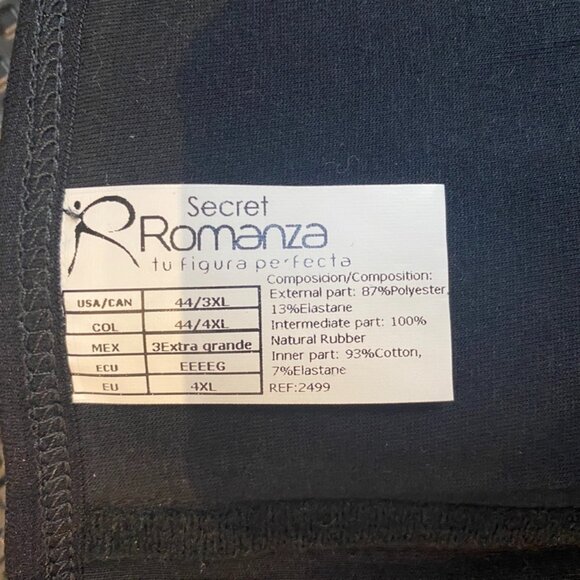 Secret
Romanza
tu figura perfecta
USA/CAN 44/3XL
COL 44/4XL
MEX 3Extra grande
ECU EEEEG
EU 4XL
Composicion/Composition:
External part: 87%Polyester,
13%Elastane
Intermediate part: 100%
Natural Rubber
Inner part: 93%Cotton,
7%Elastane
REF:2499